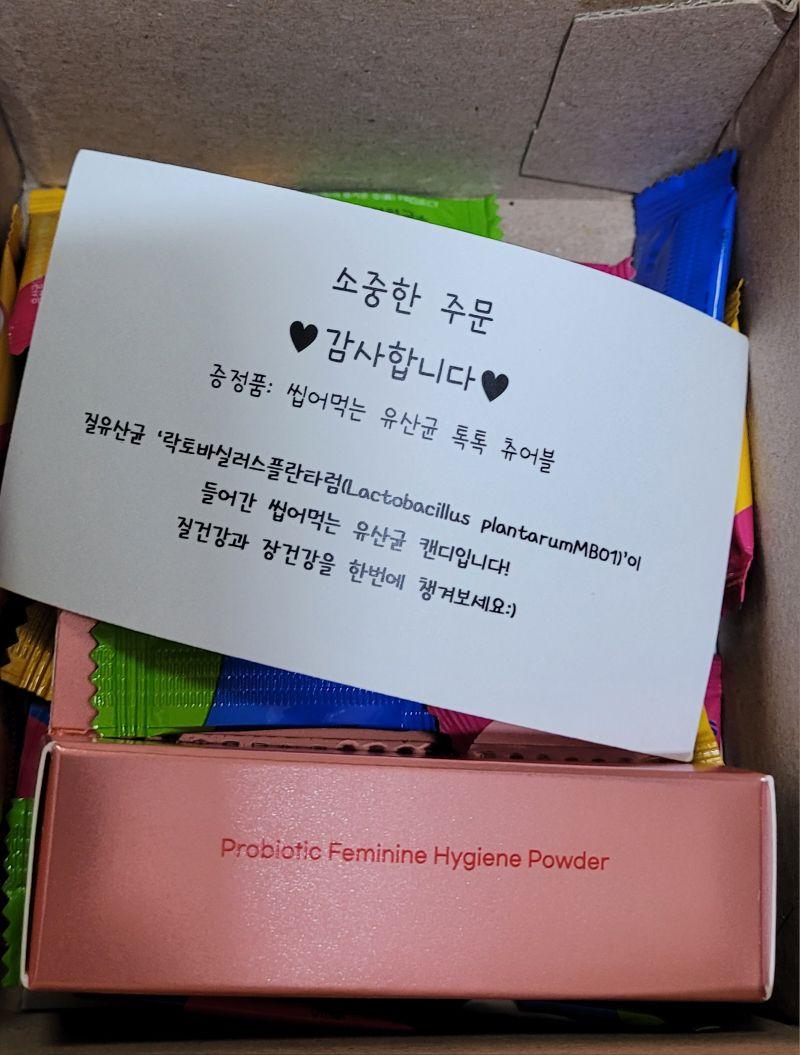 소중한 주문
♥감사합니다♥
증정품: 씹어먹는 유산균 톡톡 츄어블
질유산균 ‘락토바실러스플란타럼(Lactobacillus plantarumMB01)’이
들어간 씹어먹는 유산균 캔디입니다!
질건강과 장건강을 한번에 챙겨보세요:)
Probiotic Feminine Hygiene Powder